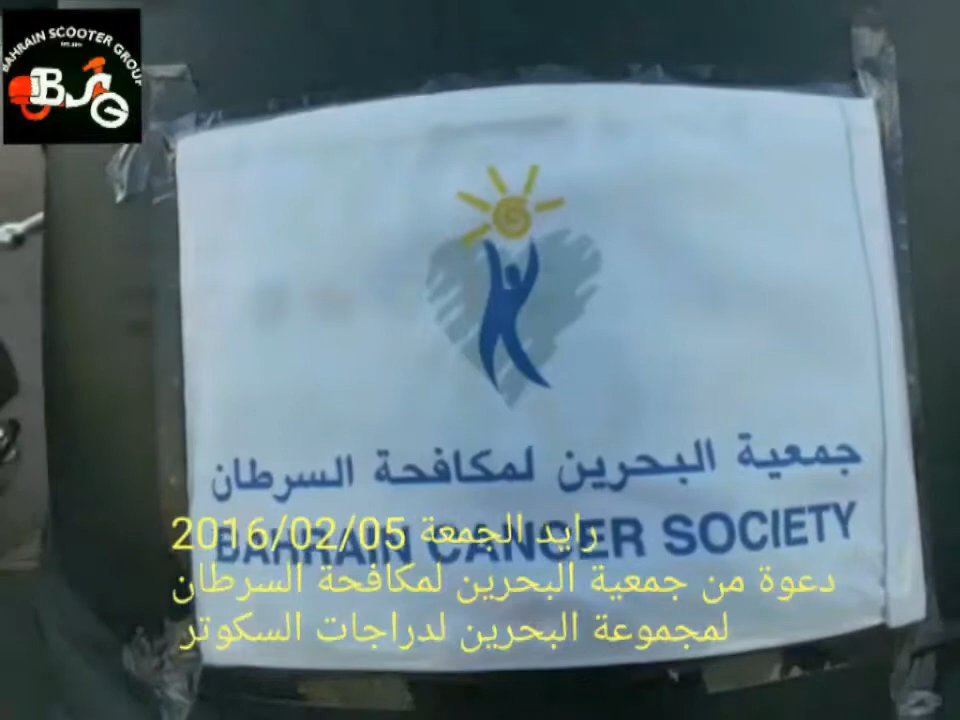 BAHRAIN SCOOTER GROUP
BSG
جمعية البحرين لمكافحة السرطان
BAHRAIN CANCER SOCIETY
رايد الجمعة 2016/02/05
دعوة من جمعية البحرين لمكافحة السرطان
لمجموعة البحرين لدراجات السكوتر